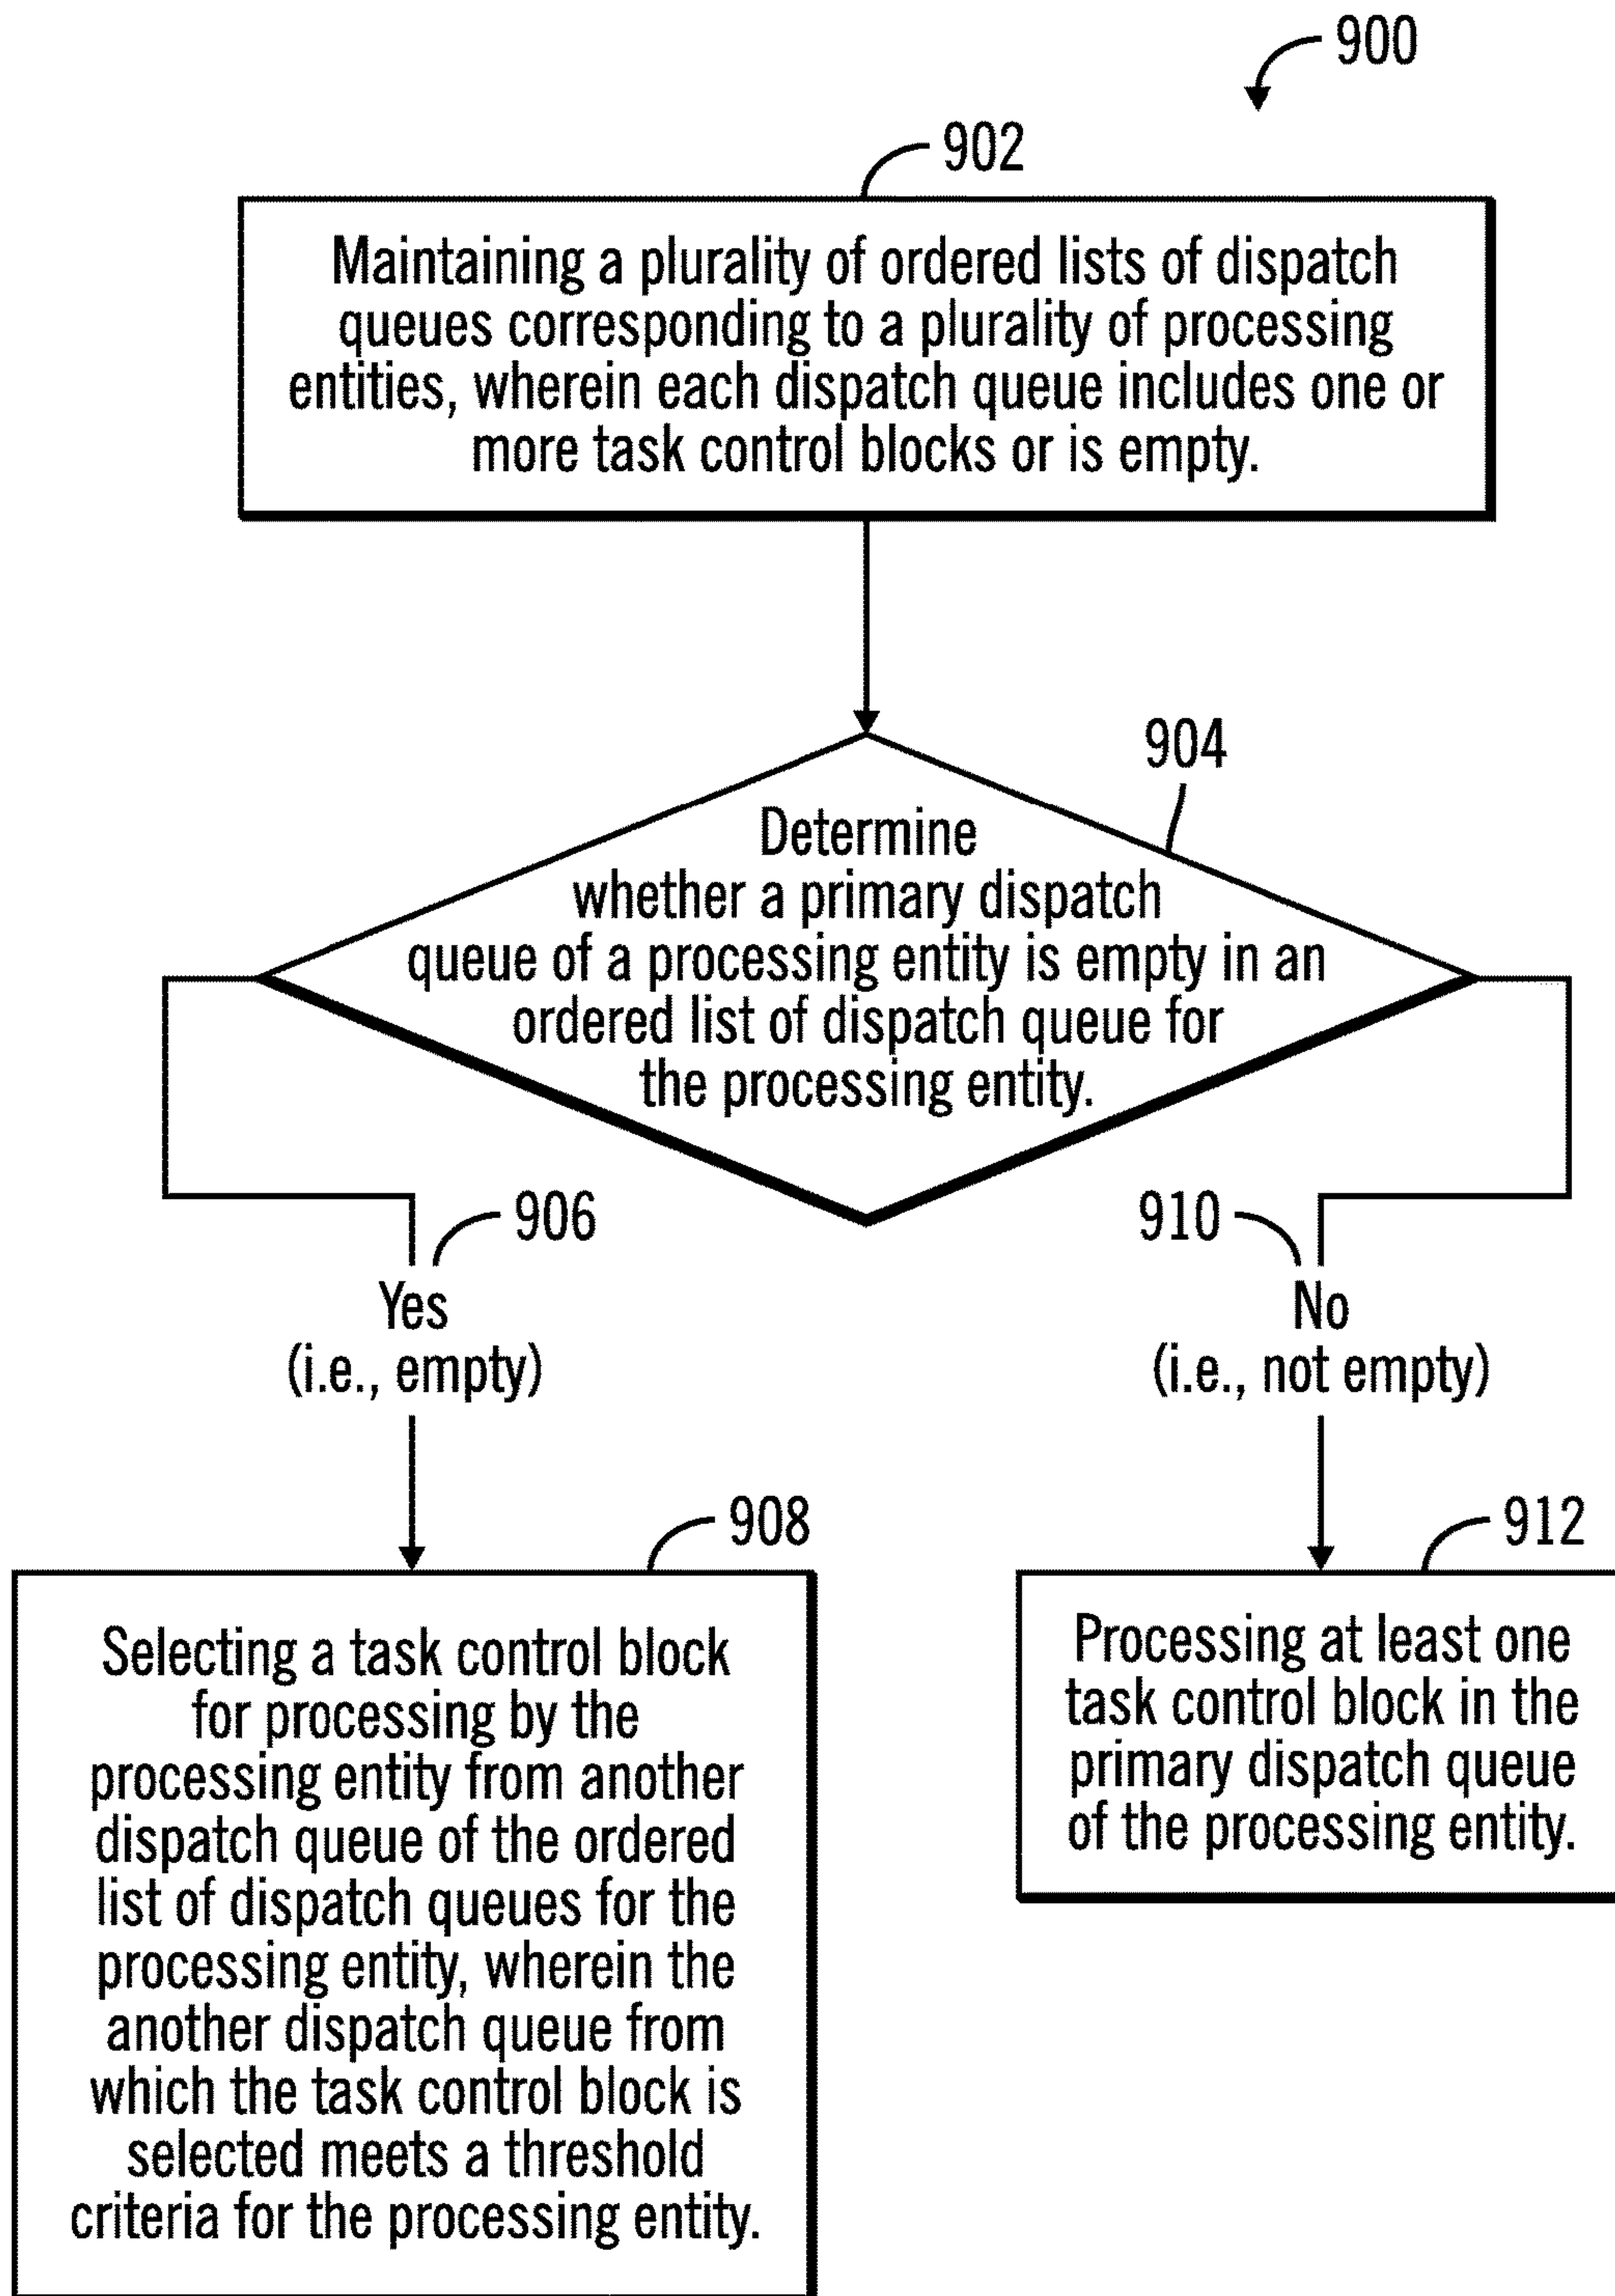 900
902
Maintaining a plurality of ordered lists of dispatch
queues corresponding to a plurality of processing
entities, wherein each dispatch queue includes one or
more task control blocks or is empty.
904
Determine
whether a primary dispatch
queue of a processing entity is empty in an
ordered list of dispatch queue for
the processing entity.
906
Yes
(i.e., empty)
910
No
(i.e., not empty)
908
Selecting a task control block
for processing by the
processing entity from another
dispatch queue of the ordered
list of dispatch queues for the
processing entity, wherein the
another dispatch queue from
which the task control block is
selected meets a threshold
criteria for the processing entity.
912
Processing at least one
task control block in the
primary dispatch queue
of the processing entity.